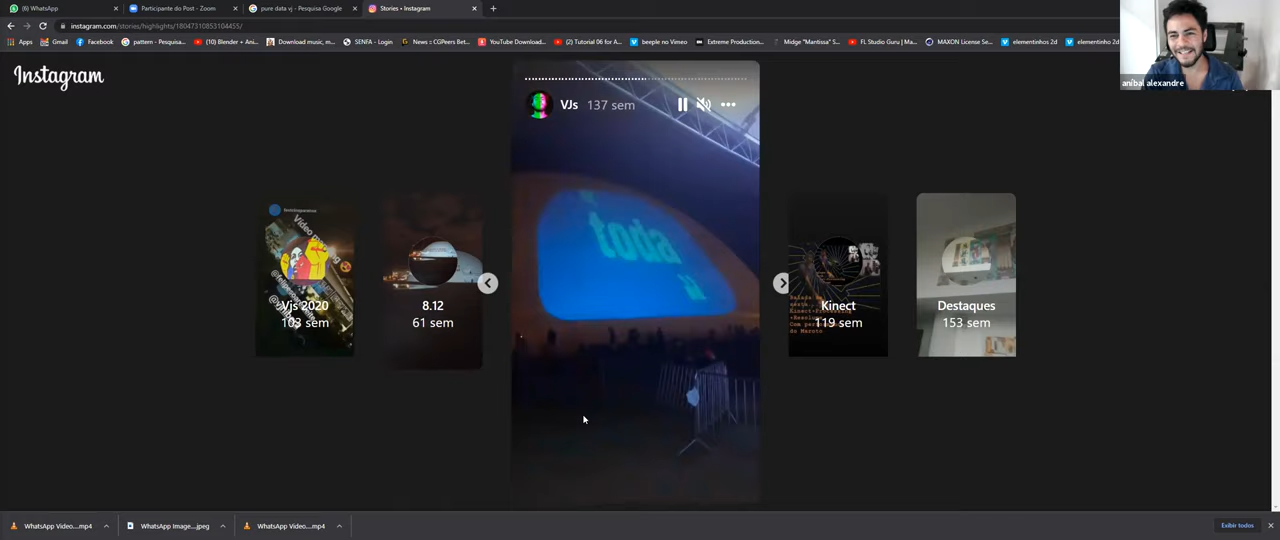 (6) WhatsApp
Participante do Post - Zoom
pure data vj - Pesquisa Google
Stories • Instagram
instagram.com/stories/highlights/18047310853104455/
Apps
Gmail
Facebook
pattern - Pesquisa...
(10) Blender + Ani...
Download music, m...
SENFA - Login
News :: CGPeers Bet...
YouTube Download...
(2) Tutorial 06 for A...
beeple no Vimeo
Extreme Production...
Midge "Mantissa" S...
FL Studio Guru | Ma...
MAXON License Se...
elementinhos 2d
elementinho 2d
aníbal alexandre
Instagram
VJs 137 sem
toda
Vjs 2020
103 sem
8.12
61 sem
Kinect
119 sem
Destaques
153 sem
WhatsApp Video....mp4
WhatsApp Image....jpeg
WhatsApp Video....mp4
Exibir todos